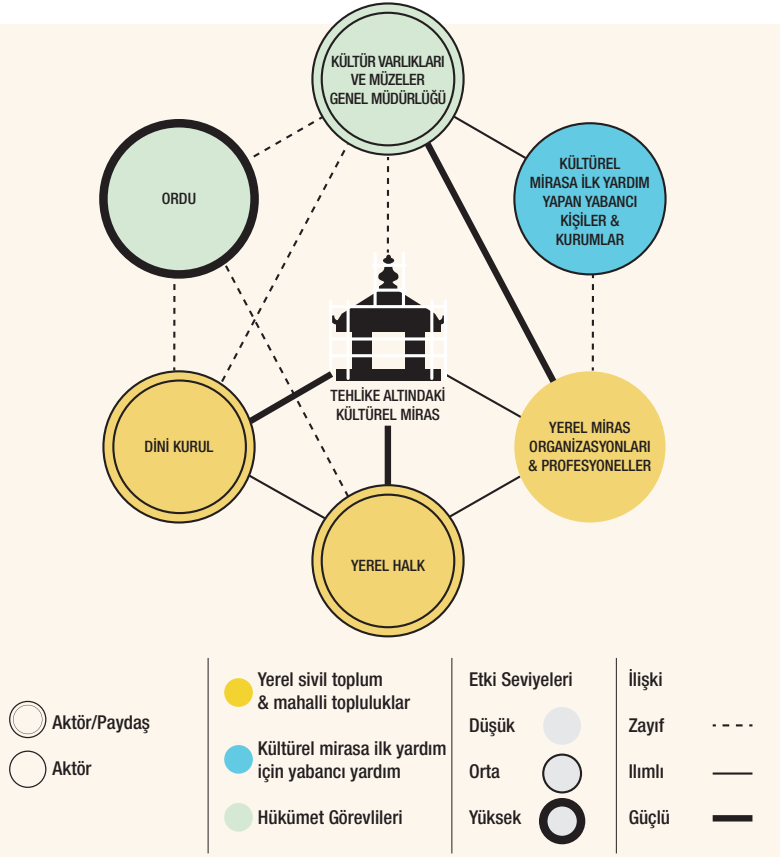 KÜLTÜR VARLIKLARI
VE MÜZELER
GENEL MÜDÜRLÜĞÜ
ORDU
KÜLTÜREL
MİRASA İLK YARDIM
YAPAN YABANCI
KİŞİLER &
KURUMLAR
TEHLİKE ALTINDAKİ
KÜLTÜREL MİRAS
DİNİ KURUL
YEREL MİRAS
ORGANİZASYONLARI
& PROFESYONELLER
YEREL HALK
Aktör/Paydaş
Aktör
Yerel sivil toplum
& mahalli topluklar
Kültürel mirasa ilk yardım
için yabancı yardım
Hükümet Görevlileri
Etki Seviyeleri
Düşük
Orta
Yüksek
İlişki
Zayıf
Ilımlı
Güçlü